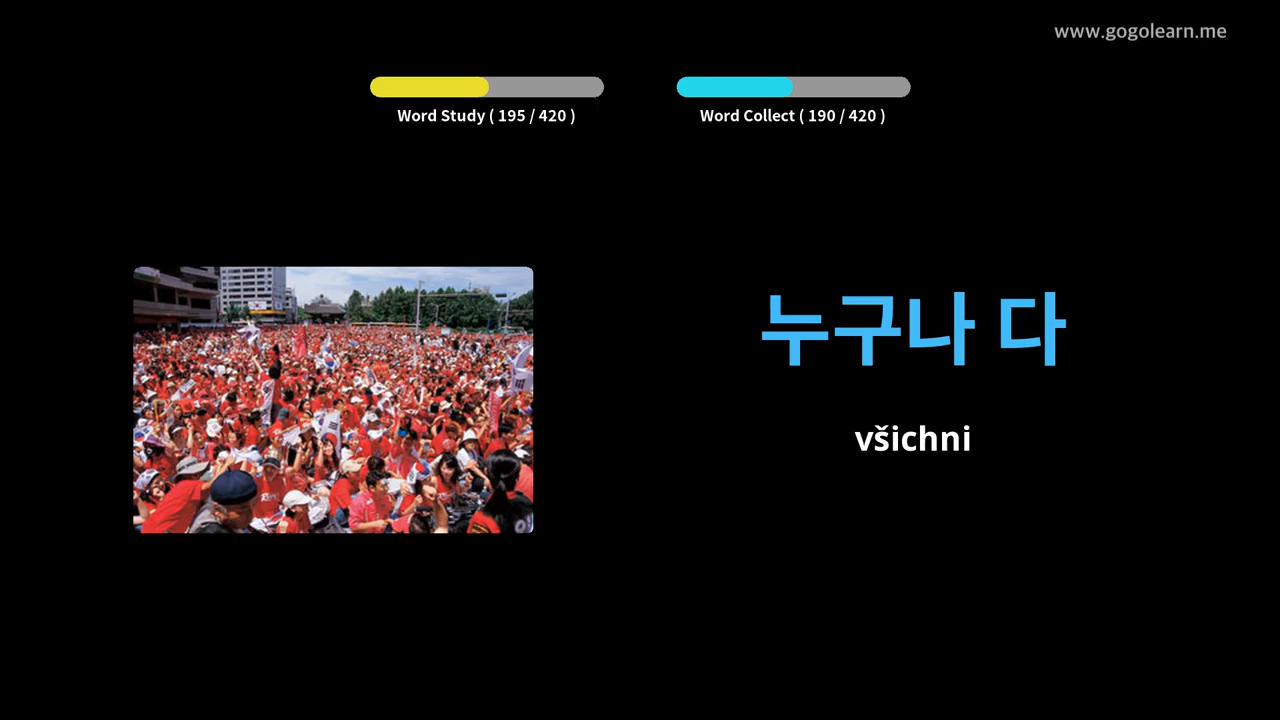 www.gogolearn.me
Word Study ( 195 / 420 )
Word Collect ( 190 / 420 )
누구나 다
všichni